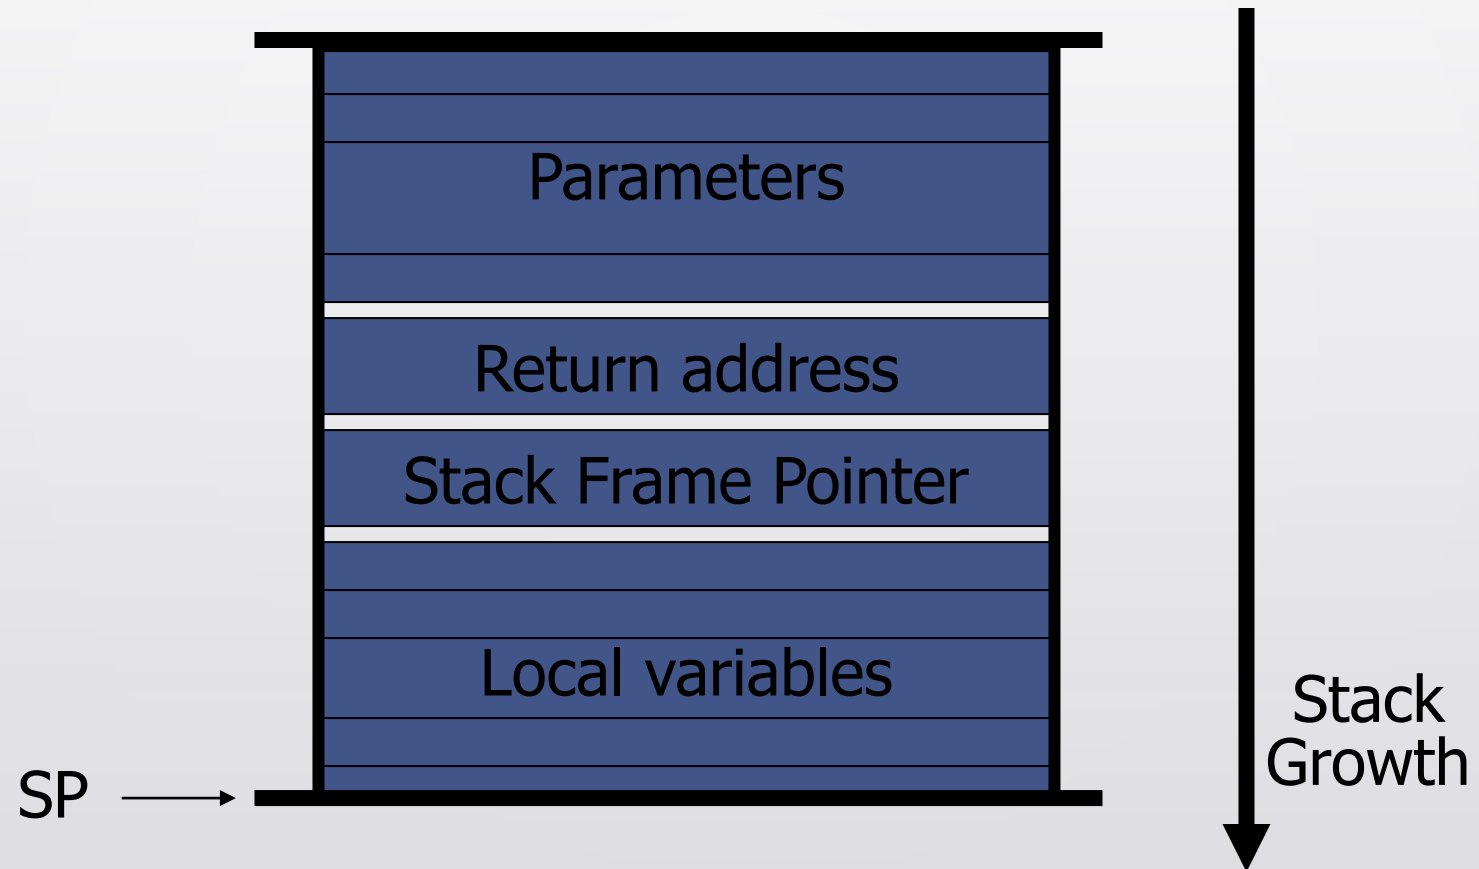 Parameters
Return address
Stack Frame Pointer
Local variables
SP
Stack
Growth